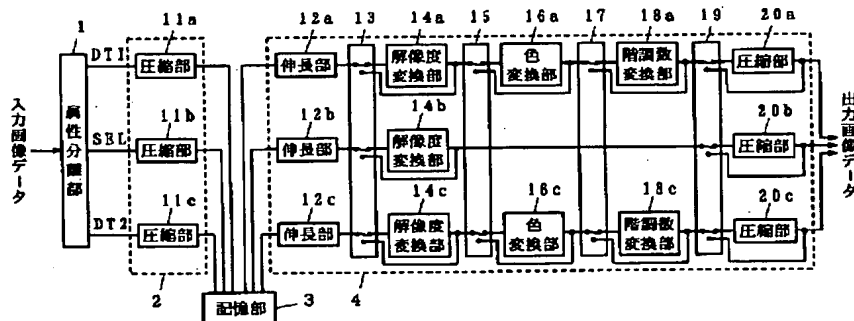 11a
12a
13
14a
15
16a
17
18a
19
20a
1
DT1
圧縮部
伸長部
解像度
変換部
色
変換部
階調数
変換部
圧縮部
入力画像データ
属性分離部
11b
12b
14b
20b
出力画像データ
SEL
圧縮部
伸長部
解像度
変換部
圧縮部
11c
12c
14c
16c
18c
20c
DT2
圧縮部
伸長部
解像度
変換部
色
変換部
階調数
変換部
圧縮部
2
記憶部
3
4